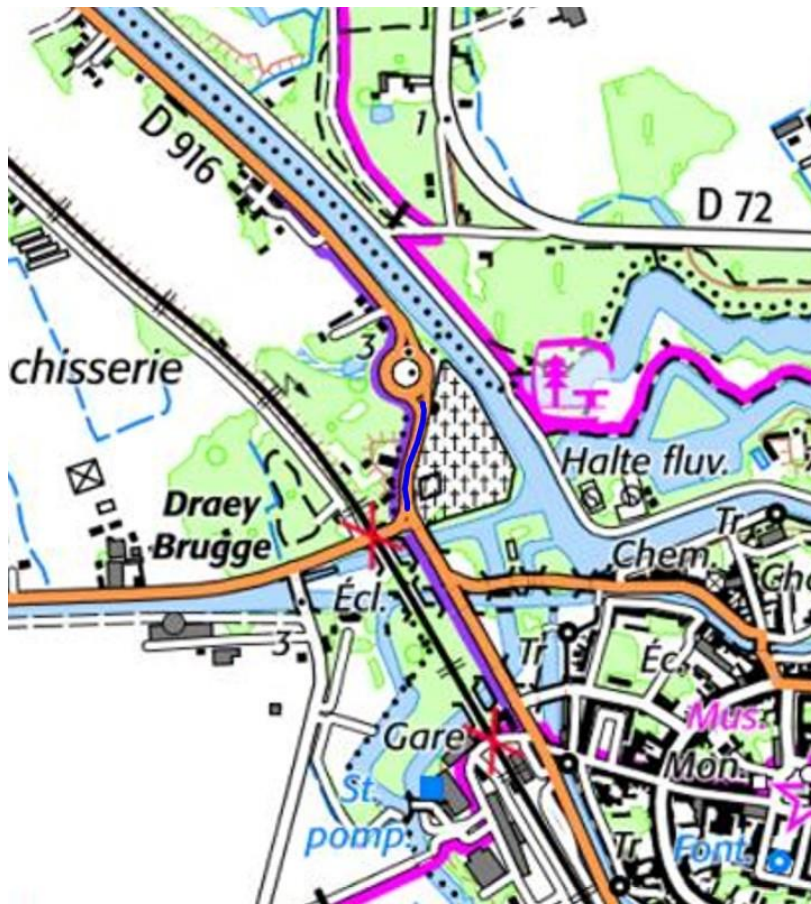 1
D 916
D 72
3
chisserie
Halte fluv.
Draey
Brugge
Tr
Chem.
Écl.
3
Tr
Éc.
Mus.
Gare
Mon.
St.
pomp.
Tr
Font.